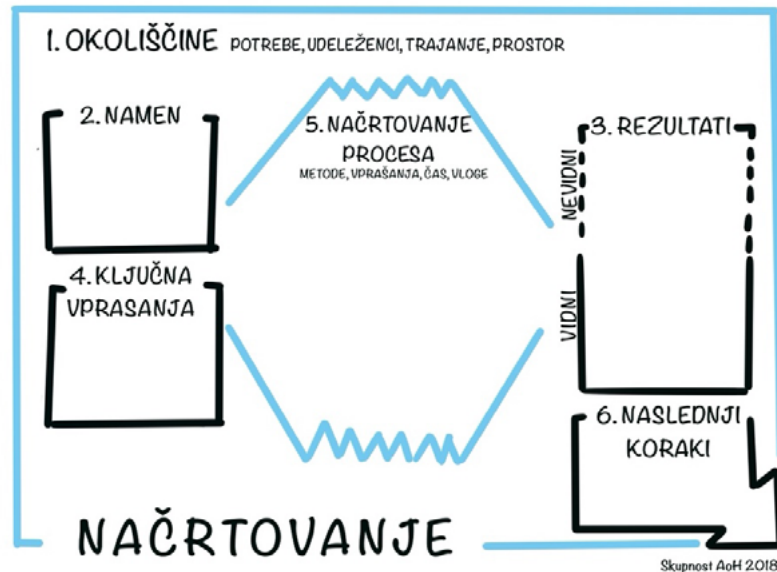 1. OKOLIŠČINE POTREBE, UDELEŽENCI, TRAJANJE, PROSTOR
2. NAMEN
5. NAČRTOVANJE
PROCESA
METODE, VPRAŠANJA, ČAS, VLOGE
3. REZULTATI
NEVIDNI
VIDNI
4. KLJUČNA
VPRASANJA
6. NASLEDNJI
KORAKI
NAČRTOVANJE
Skupnost AoH 2018